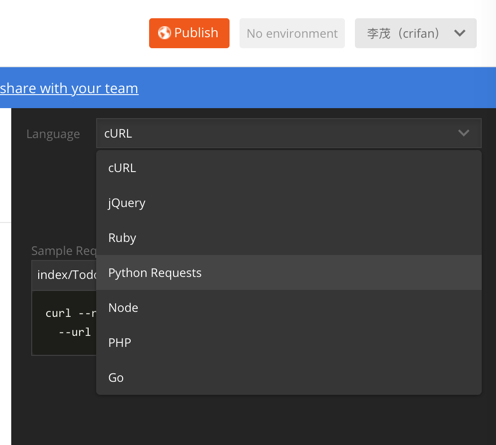 Publish
No environment
李茂（crifan）
share with your team
Language
cURL
cURL
jQuery
Ruby
Python Requests
Node
PHP
Go
Sample Req
index/Todo
curl --r
--url